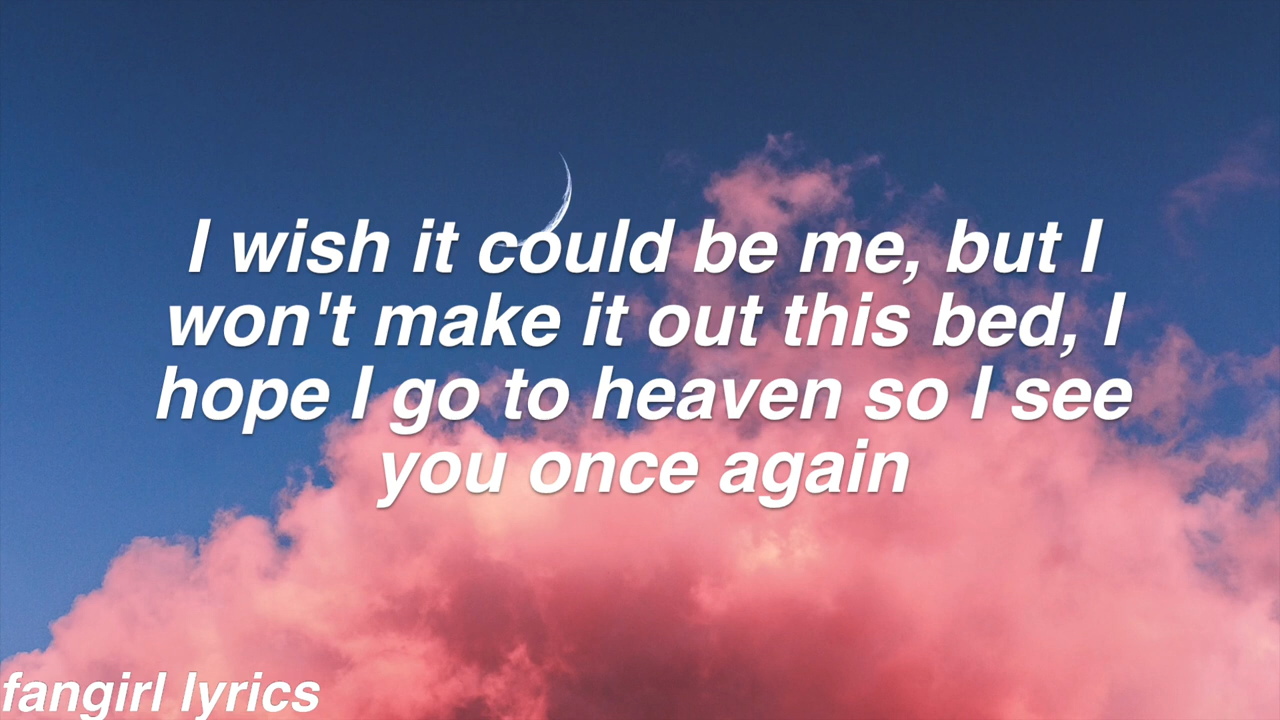 I wish it could be me, but I
won't make it out this bed, I
hope I go to heaven so I see
you once again
fangirl lyrics